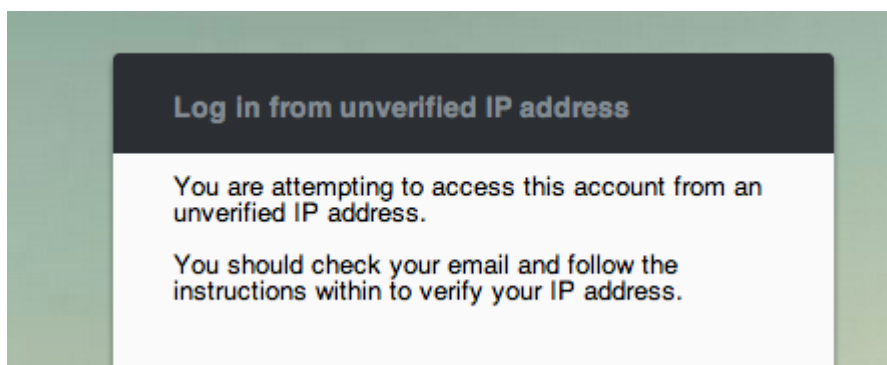 Log in from unverified IP address
You are attempting to access this account from an
unverified IP address.
You should check your email and follow the
instructions within to verify your IP address.